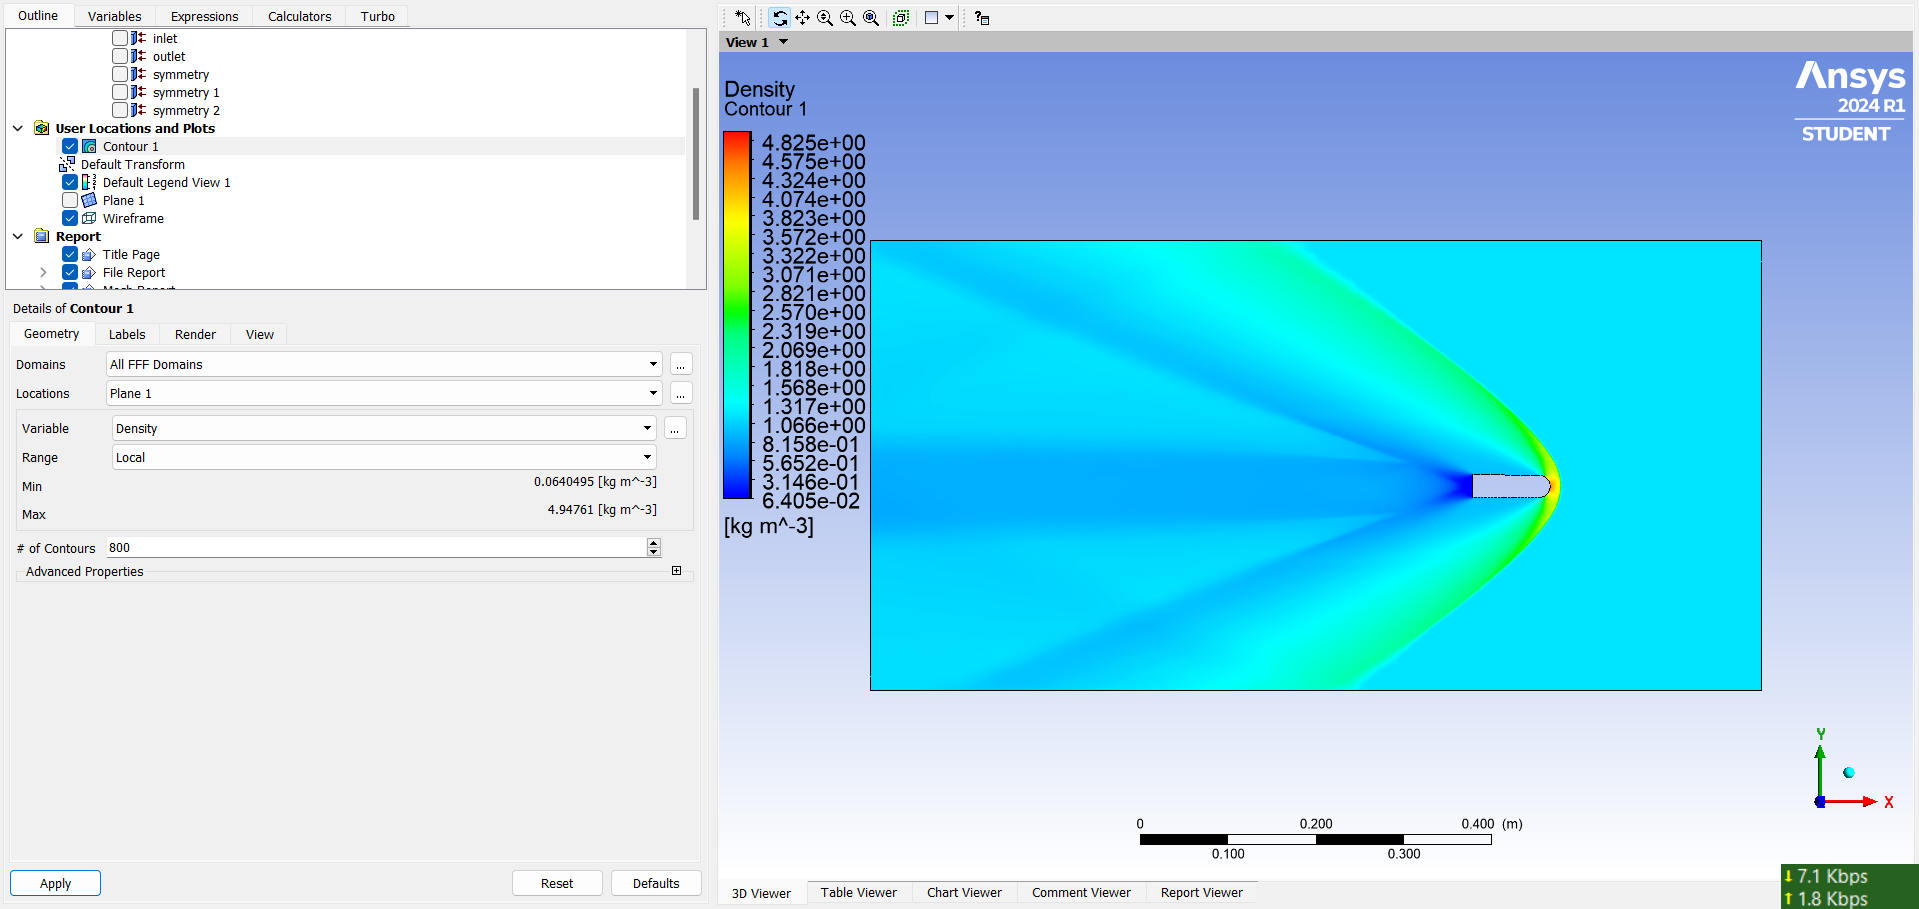 Outline Variables Expressions Calculators Turbo
inlet
outlet
symmetry
symmetry 1
symmetry 2
User Locations and Plots
Contour 1
Default Transform
Default Legend View 1
Plane 1
Wireframe
Report
Title Page
File Report
Mesh Report
Details of Contour 1
Geometry Labels Render View
Domains All FFF Domains ...
Locations Plane 1 ...
Variable Density ...
Range Local
Min 0.0640495 [kg m^-3]
Max 4.94761 [kg m^-3]
# of Contours 800
Advanced Properties
Apply Reset Defaults
View 1
Density
Contour 1
4.825e+00
4.575e+00
4.324e+00
4.074e+00
3.823e+00
3.572e+00
3.322e+00
3.071e+00
2.821e+00
2.570e+00
2.319e+00
2.069e+00
1.818e+00
1.568e+00
1.317e+00
1.066e+00
8.158e-01
5.652e-01
3.146e-01
6.405e-02
[kg m^-3]
Ansys
2024 R1
STUDENT
Y
X
0 0.200 0.400 (m)
0.100 0.300
3D Viewer Table Viewer Chart Viewer Comment Viewer Report Viewer
7.1 Kbps
1.8 Kbps